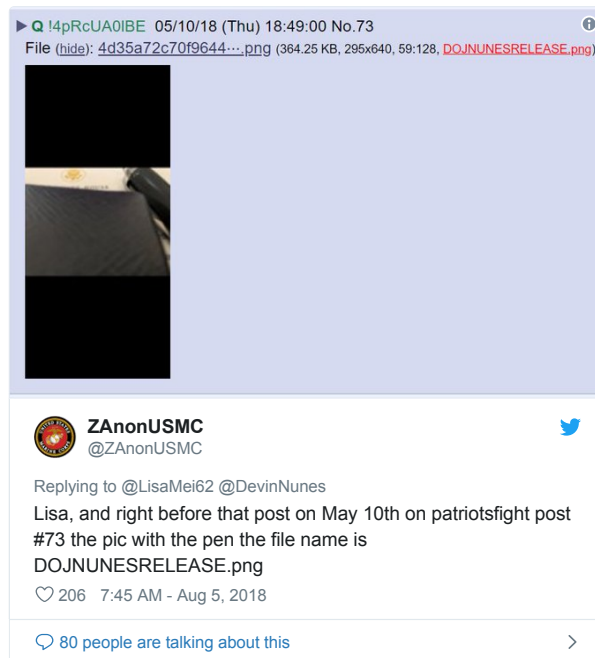 ▶ Q !4pRcUA0lBE 05/10/18 (Thu) 18:49:00 No.73
File (hide): 4d35a72c70f9644⋯.png (364.25 KB, 295x640, 59:128, DOJNUNESRELEASE.png)
ZAnonUSMC
@ZAnonUSMC
Replying to @LisaMei62 @DevinNunes
Lisa, and right before that post on May 10th on patriotsfight post
#73 the pic with the pen the file name is
DOJNUNESRELEASE.png
206 7:45 AM - Aug 5, 2018
80 people are talking about this